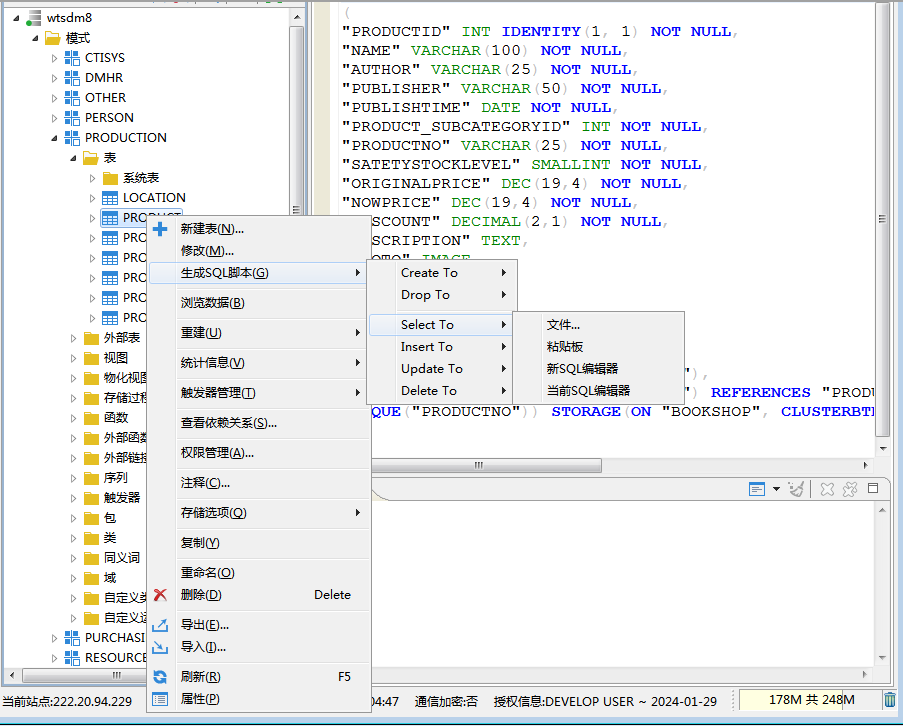 wtsdm8
模式
CTISYS
DMHR
OTHER
PERSON
PRODUCTION
表
系统表
LOCATION
PRODUCT
PRO
PRO
PRO
PRO
PRO
外部表
视图
物化视图
存储过程
函数
外部函数
外部链接
序列
触发器
包
类
同义词
域
自定义类
自定义运
PURCHASI
RESOURCE
(
"PRODUCTID" INT IDENTITY(1, 1) NOT NULL,
"NAME" VARCHAR(100) NOT NULL,
"AUTHOR" VARCHAR(25) NOT NULL,
"PUBLISHER" VARCHAR(50) NOT NULL,
"PUBLISHTIME" DATE NOT NULL,
"PRODUCT_SUBCATEGORYID" INT NOT NULL,
"PRODUCTNO" VARCHAR(25) NOT NULL,
"SATETYSTOCKLEVEL" SMALLINT NOT NULL,
"ORIGINALPRICE" DEC(19,4) NOT NULL,
"NOWPRICE" DEC(19,4) NOT NULL,
SCOUNT" DECIMAL(2,1) NOT NULL,
SCRIPTION" TEXT,
OTO" IMAGE,
"),
") REFERENCES "PRODU
QUE("PRODUCTNO")) STORAGE(ON "BOOKSHOP", CLUSTERBTR
新建表(N)...
修改(M)...
生成SQL脚本(G)
浏览数据(B)
重建(U)
统计信息(V)
触发器管理(T)
查看依赖关系(S)...
权限管理(A)...
注释(C)...
存储选项(Q)
复制(Y)
重命名(O)
删除(D) Delete
导出(E)...
导入(I)...
刷新(R) F5
属性(P)
Create To
Drop To
Select To
Insert To
Update To
Delete To
文件...
粘贴板
新SQL编辑器
当前SQL编辑器
当前站点:222.20.94.229
04:47 通信加密:否 授权信息:DEVELOP USER ~ 2024-01-29 178M 共 248M